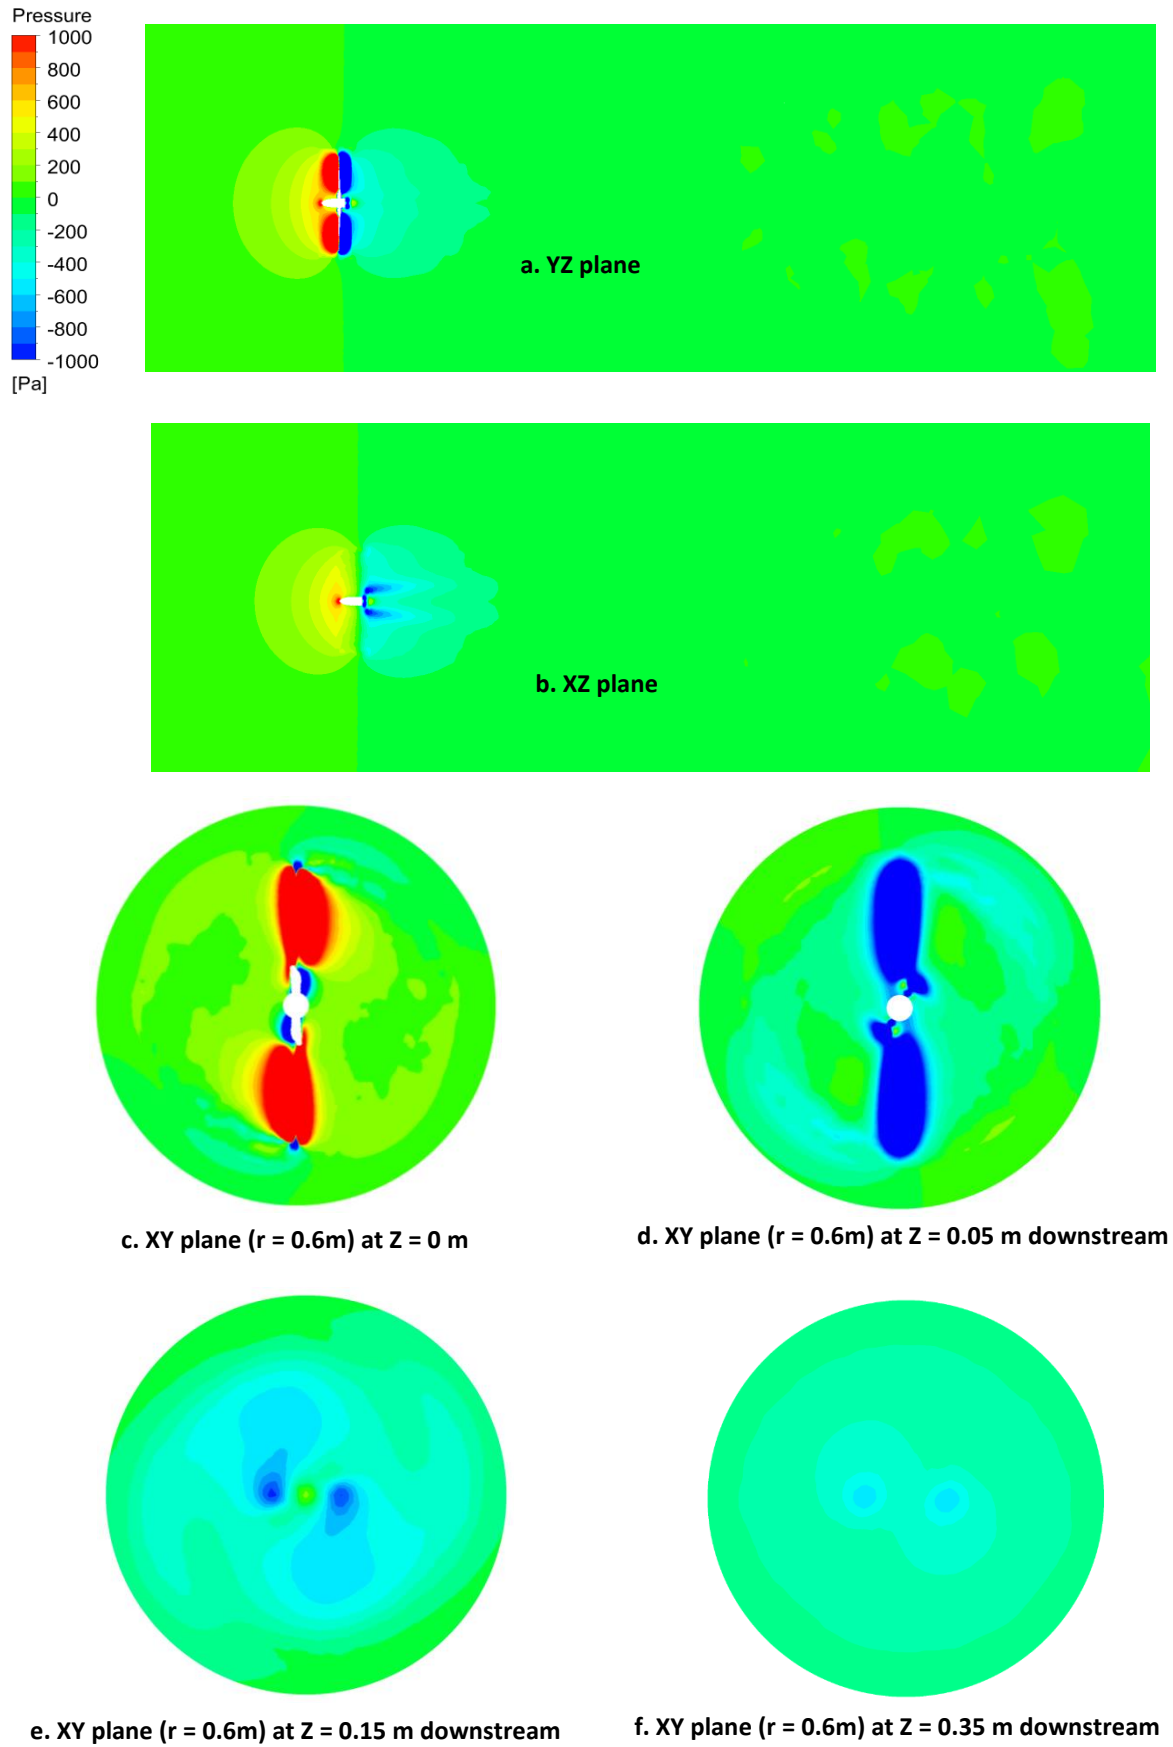 Pressure
1000
800
600
400
200
0
-200
-400
-600
-800
-1000
[Pa]
a. YZ plane
b. XZ plane
c. XY plane (r = 0.6m) at Z = 0 m
d. XY plane (r = 0.6m) at Z = 0.05 m downstream
e. XY plane (r = 0.6m) at Z = 0.15 m downstream
f. XY plane (r = 0.6m) at Z = 0.35 m downstream